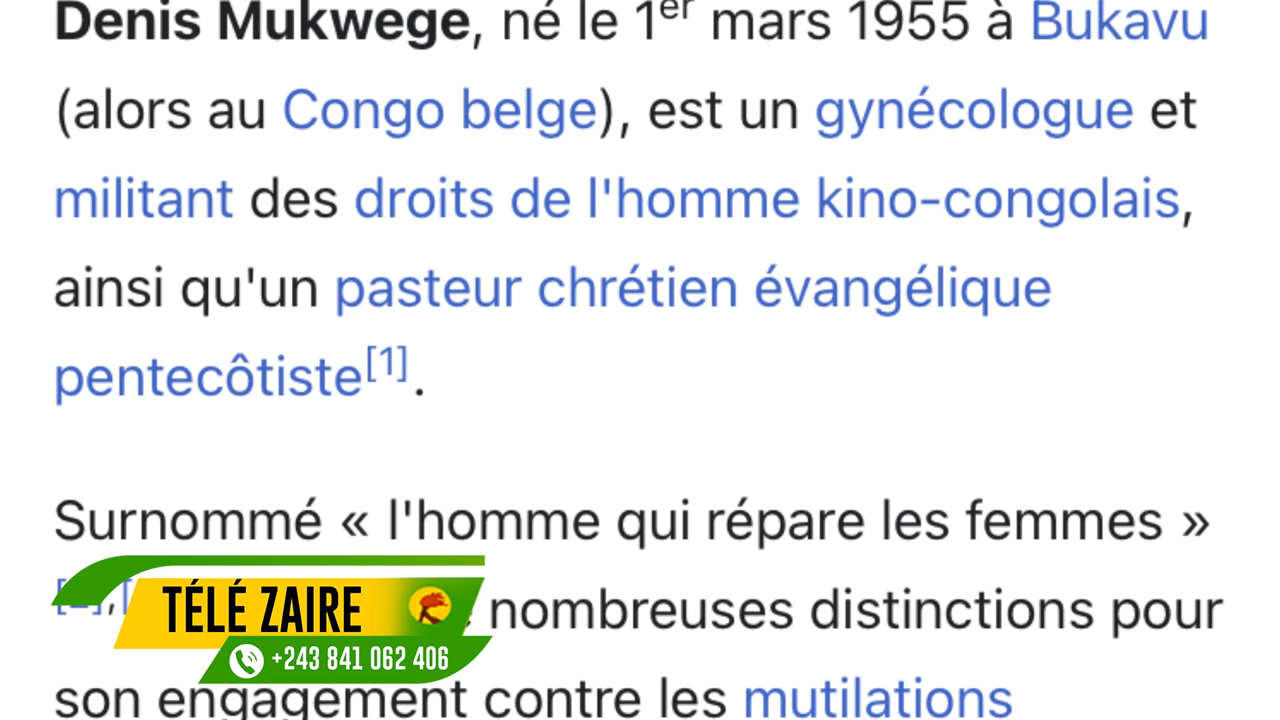 Denis Mukwege, né le 1er mars 1955 à Bukavu
(alors au Congo belge), est un gynécologue et
militant des droits de l'homme kino-congolais,
ainsi qu'un pasteur chrétien évangélique
pentecôtiste[1].
Surnommé « l'homme qui répare les femmes »
nombreuses distinctions pour
son engagement contre les mutilations
TÉLÉ ZAIRE
+243 841 062 406